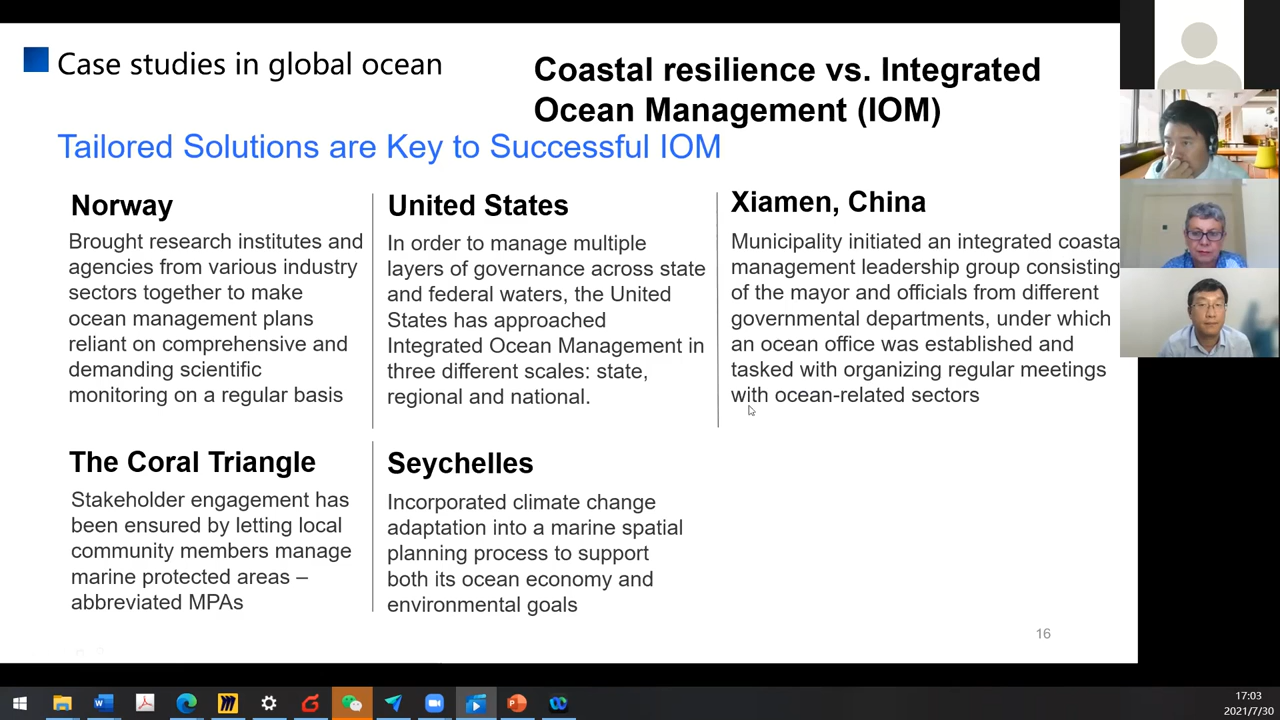 Case studies in global ocean
Coastal resilience vs. Integrated
Ocean Management (IOM)
Tailored Solutions are Key to Successful IOM
Norway
Brought research institutes and
agencies from various industry
sectors together to make
ocean management plans
reliant on comprehensive and
demanding scientific
monitoring on a regular basis
United States
In order to manage multiple
layers of governance across state
and federal waters, the United
States has approached
Integrated Ocean Management in
three different scales: state,
regional and national.
Xiamen, China
Municipality initiated an integrated coasta
management leadership group consisting
of the mayor and officials from different
governmental departments, under which
an ocean office was established and
tasked with organizing regular meetings
with ocean-related sectors
The Coral Triangle
Stakeholder engagement has
been ensured by letting local
community members manage
marine protected areas –
abbreviated MPAs
Seychelles
Incorporated climate change
adaptation into a marine spatial
planning process to support
both its ocean economy and
environmental goals
16
17:03
2021/7/30